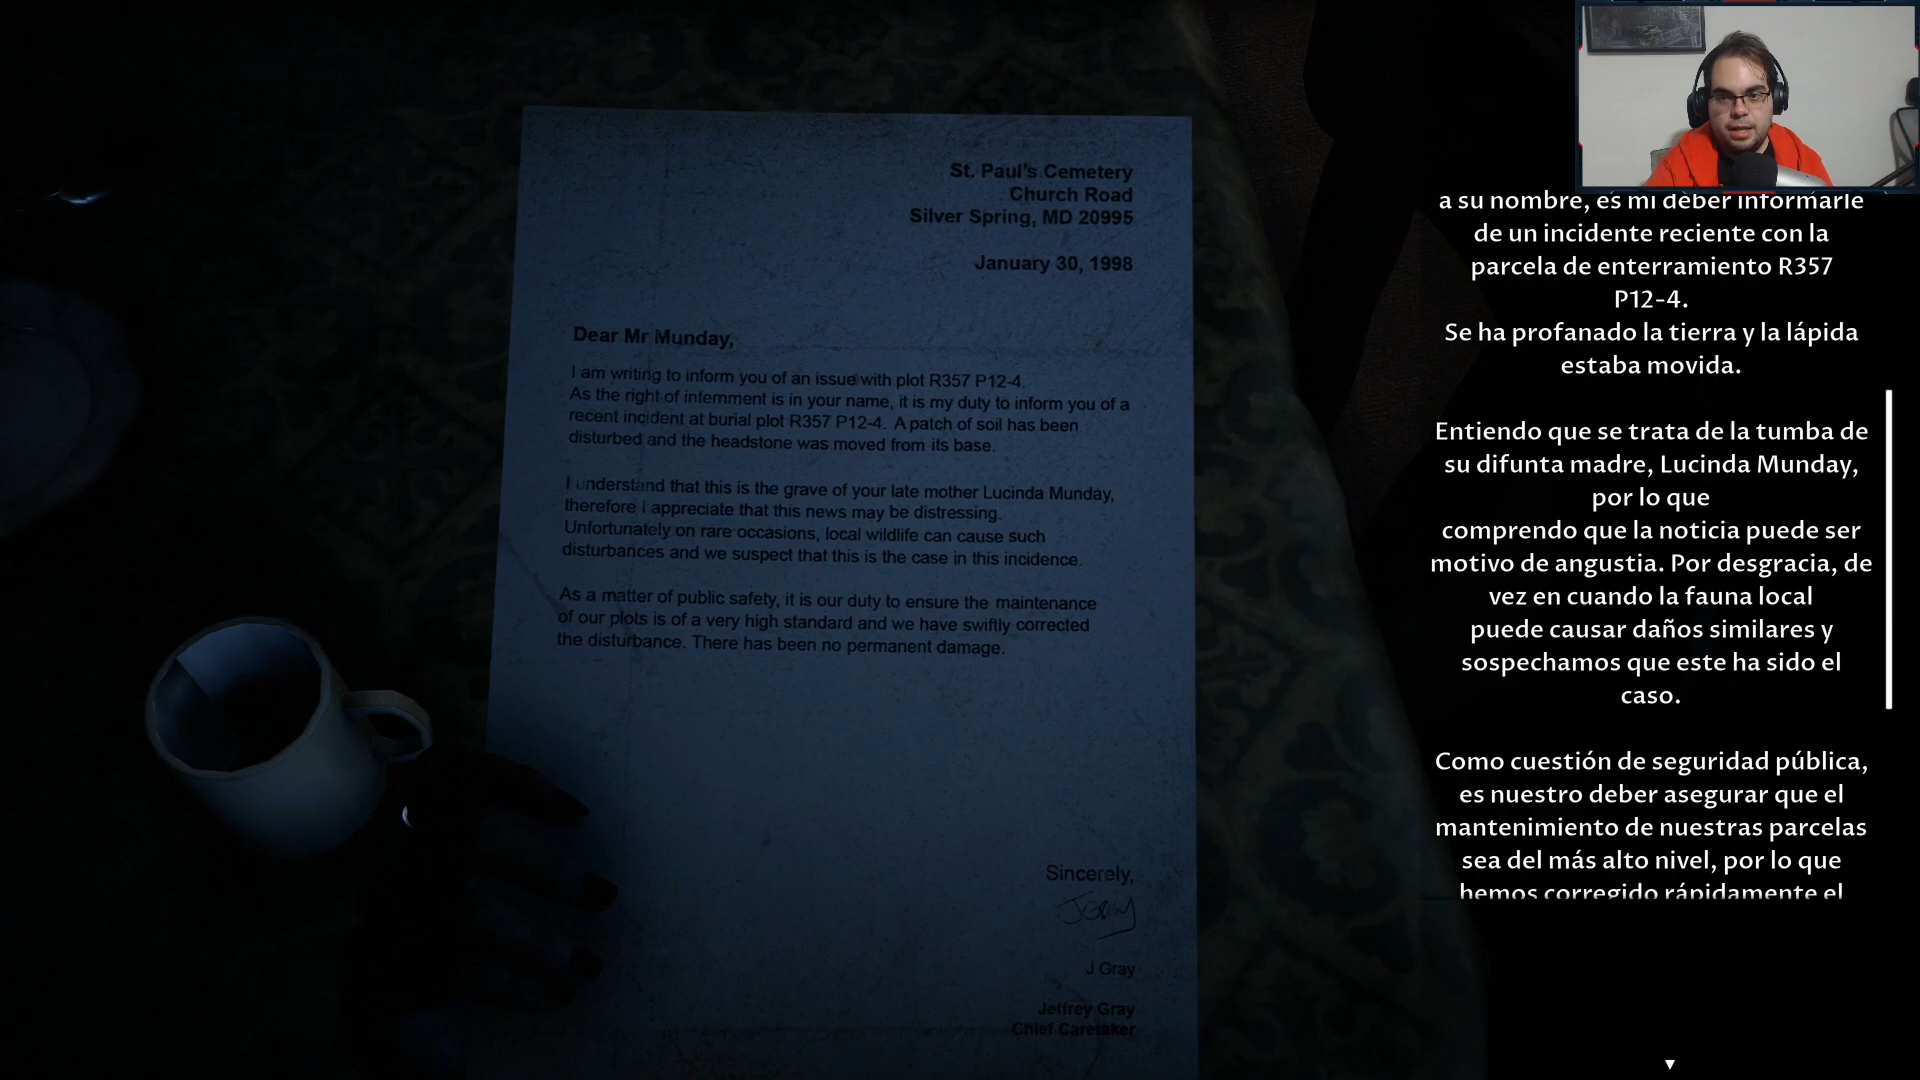 St. Paul's Cemetery
Church Road
Silver Spring, MD 20995
January 30, 1998
Dear Mr Munday,
I am writing to inform you of an issue with plot R357 P12-4.
As the right of internment is in your name, it is my duty to inform you of a
recent incident at burial plot R357 P12-4. A patch of soil has been
disturbed and the headstone was moved from its base.
I understand that this is the grave of your late mother Lucinda Munday,
therefore I appreciate that this news may be distressing.
Unfortunately on rare occasions, local wildlife can cause such
disturbances and we suspect that this is the case in this incidence.
As a matter of public safety, it is our duty to ensure the maintenance
of our plots is of a very high standard and we have swiftly corrected
the disturbance. There has been no permanent damage.
Sincerely,
JGray
J Gray
Jeffrey Gray
Chief Caretaker
a su nombre, es mi deber informarle
de un incidente reciente con la
parcela de enterramiento R357
P12-4.
Se ha profanado la tierra y la lápida
estaba movida.
Entiendo que se trata de la tumba de
su difunta madre, Lucinda Munday,
por lo que
comprendo que la noticia puede ser
motivo de angustia. Por desgracia, de
vez en cuando la fauna local
puede causar daños similares y
sospechamos que este ha sido el
caso.
Como cuestión de seguridad pública,
es nuestro deber asegurar que el
mantenimiento de nuestras parcelas
sea del más alto nivel, por lo que
hemos corregido rápidamente el